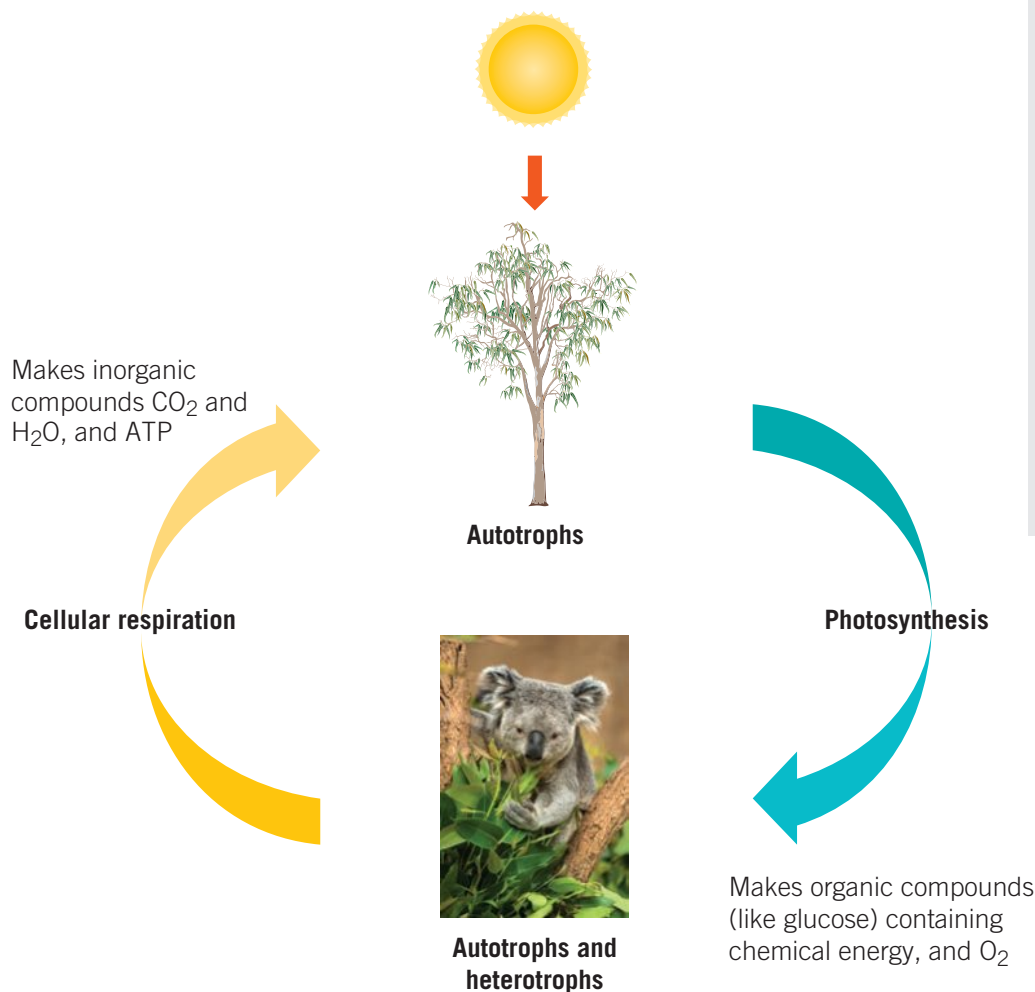 Makes inorganic
compounds CO₂ and
H₂O, and ATP
Autotrophs
Cellular respiration
Photosynthesis
Makes organic compounds
(like glucose) containing
chemical energy, and O₂
Autotrophs and
heterotrophs